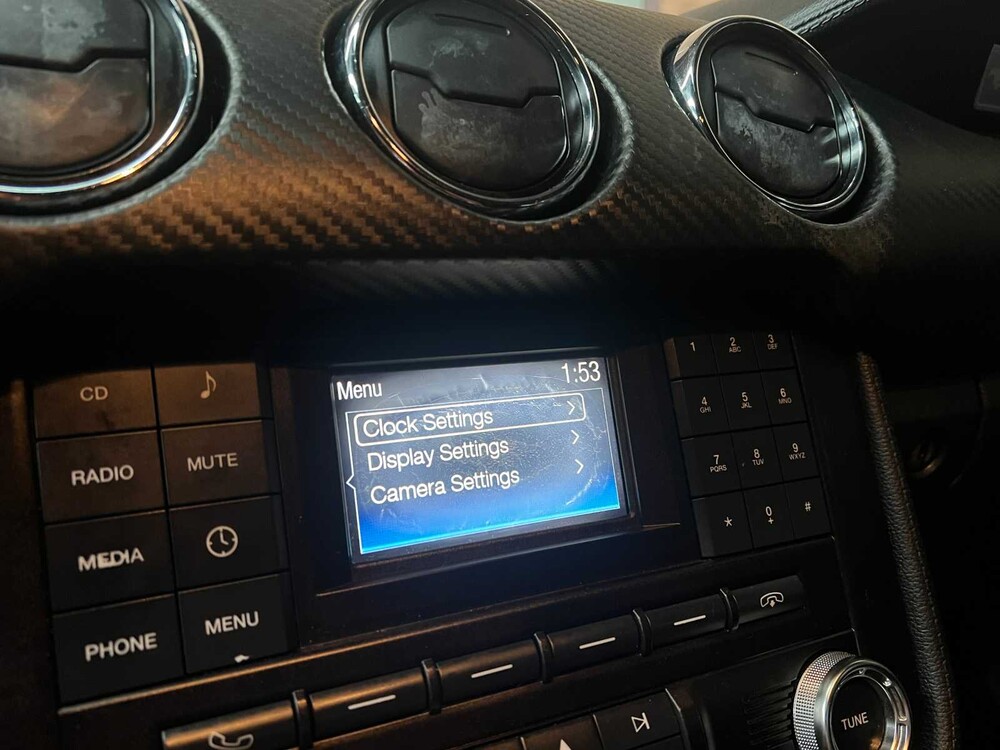 Menu 1:53
Clock Settings
Display Settings
Camera Settings
CD
RADIO MUTE
MEDIA
PHONE MENU
1 2 ABC 3 DEF
4 GHI 5 JKL 6 MNO
7 PQRS 8 TUV 9 WXYZ
* 0 + #
TUNE